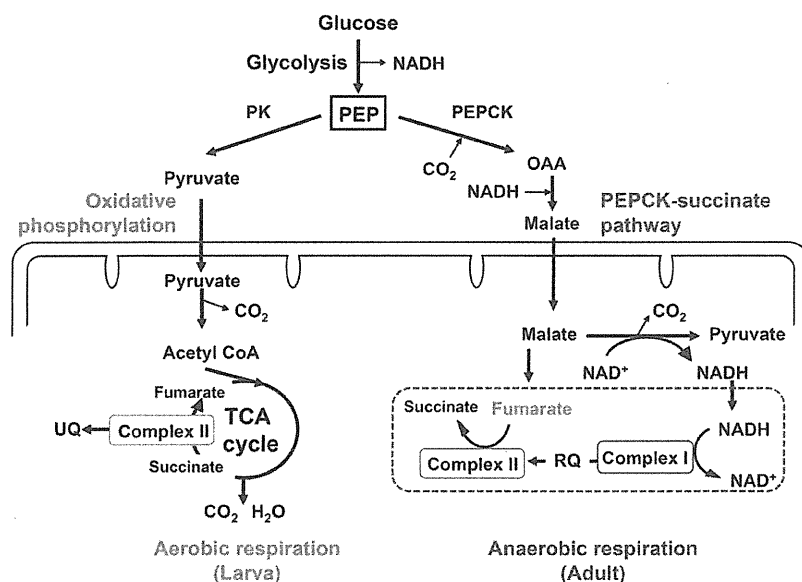 Glucose
Glycolysis
NADH
PK
PEP
PEPCK
CO2
OAA
NADH
Malate
Pyruvate
Oxidative
phosphorylation
PEPCK-succinate
pathway
Pyruvate
CO2
Acetyl CoA
Fumarate
TCA
cycle
UQ
Complex II
Succinate
CO2 H2O
Malate
CO2
Pyruvate
NAD+
NADH
Succinate
Fumarate
NADH
Complex II
RQ
Complex I
NAD+
Aerobic respiration
(Larva)
Anaerobic respiration
(Adult)